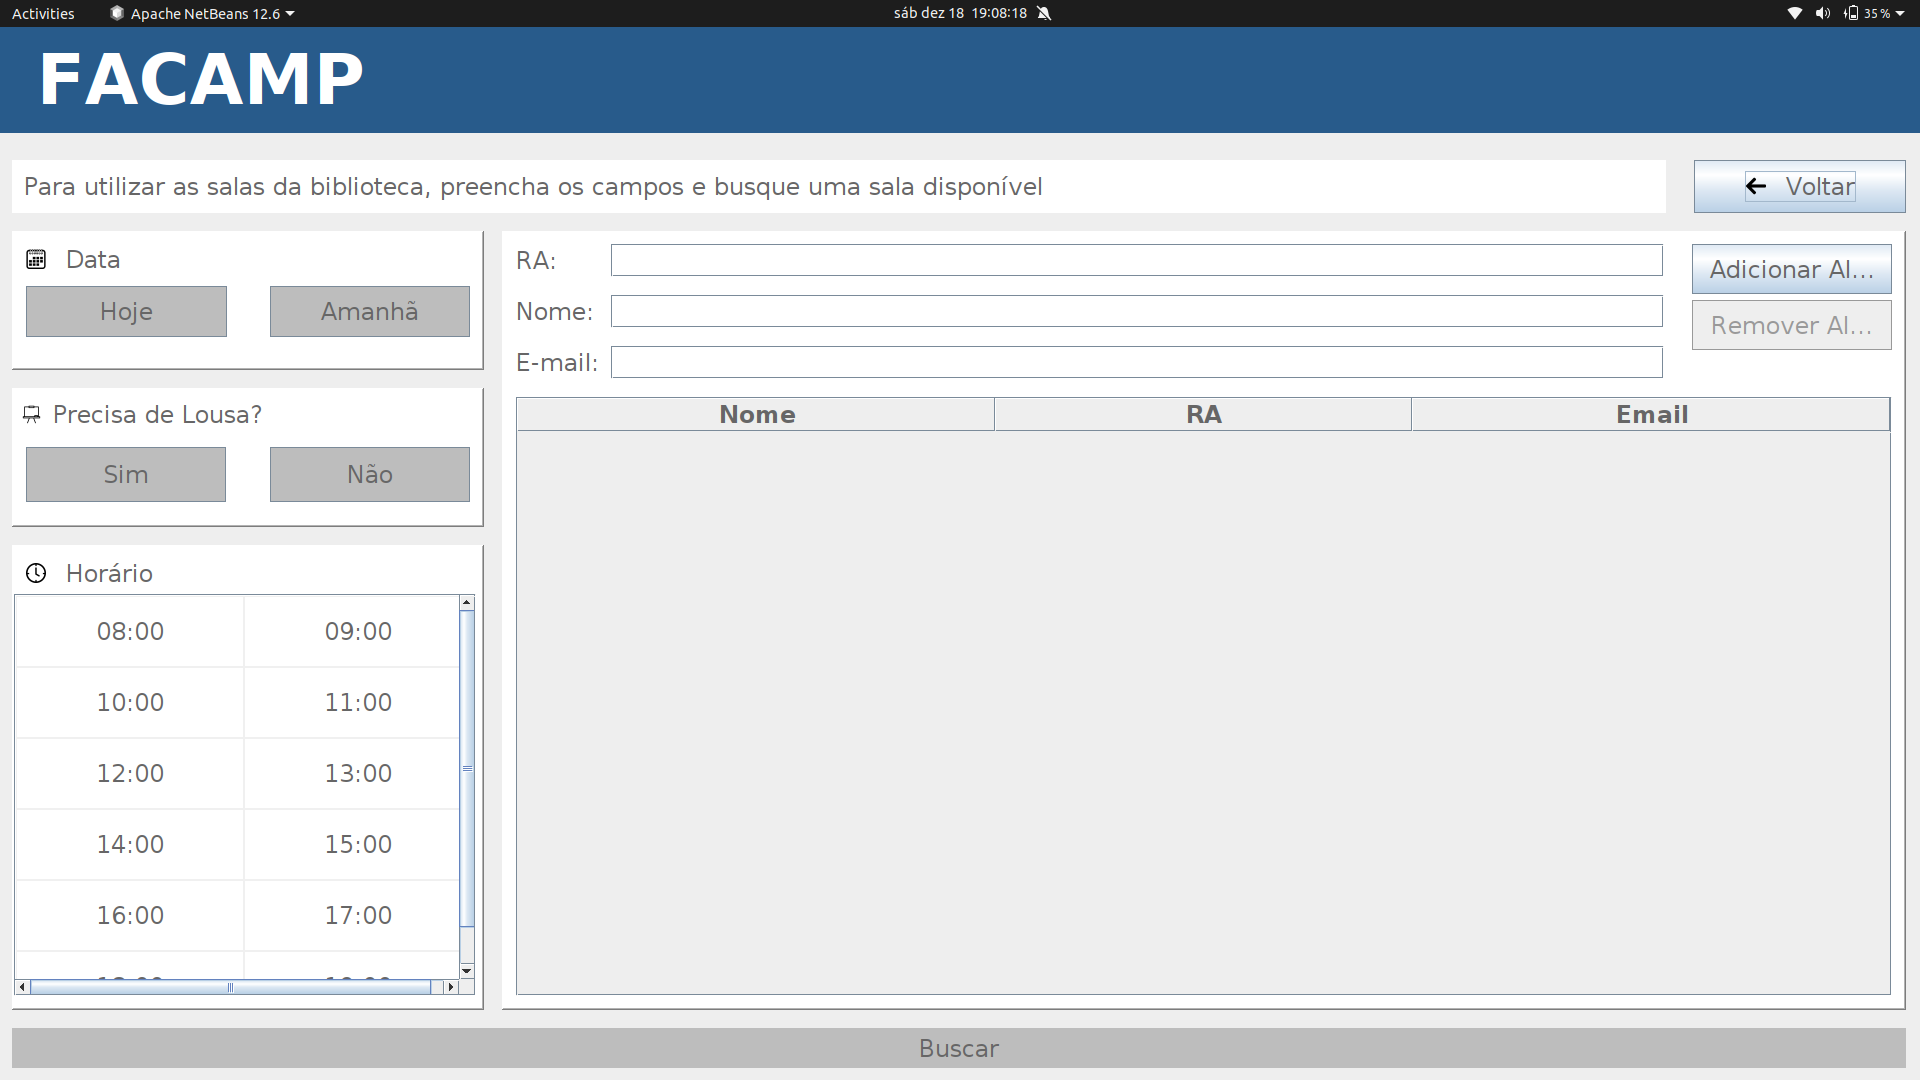 Activities
Apache NetBeans 12.6
sáb dez 18 19:08:18
35 %
FACAMP
Para utilizar as salas da biblioteca, preencha os campos e busque uma sala disponível
Voltar
Data
Hoje
Amanhã
Precisa de Lousa?
Sim
Não
Horário
08:00 09:00
10:00 11:00
12:00 13:00
14:00 15:00
16:00 17:00
RA:
Nome:
E-mail:
Adicionar Al...
Remover Al...
Nome RA Email
Buscar